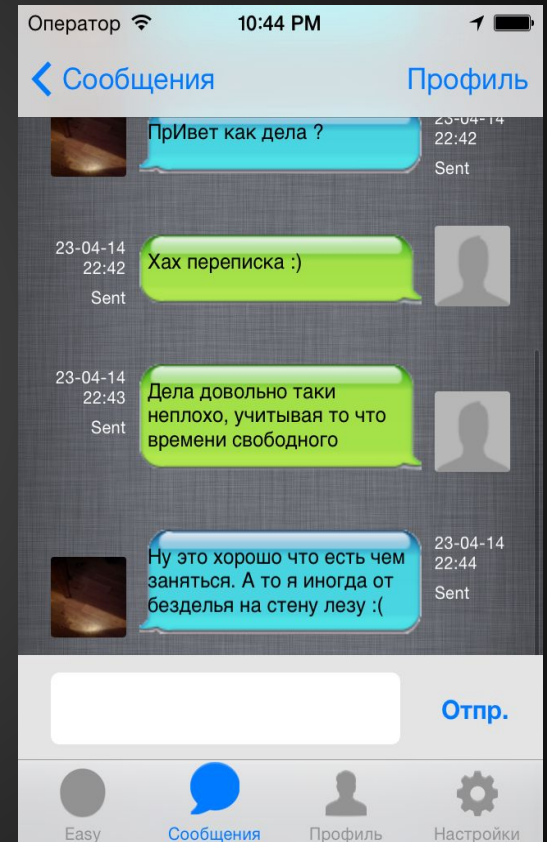 Оператор 10:44 PM
Сообщения Профиль
ПрИвет как дела ?
23-04-14
22:42
Sent
23-04-14
22:42
Sent
Хах переписка :)
23-04-14
22:43
Sent
Дела довольно таки
неплохо, учитывая то что
времени свободного
Ну это хорошо что есть чем
заняться. А то я иногда от
безделья на стену лезу :(
23-04-14
22:44
Sent
Отпр.
Easy Сообщения Профиль Настройки